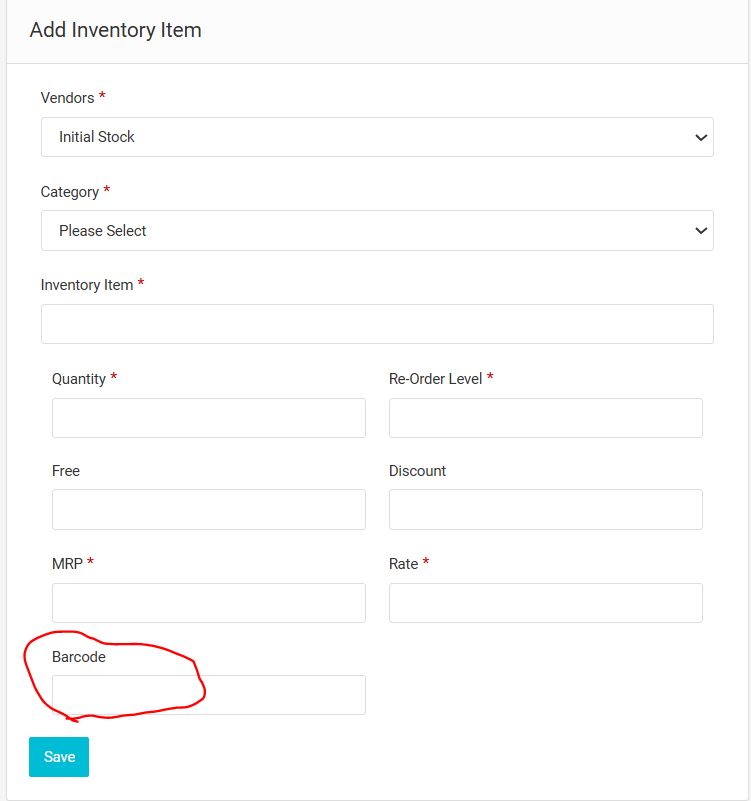 Add Inventory Item
Vendors *
Initial Stock
Category *
Please Select
Inventory Item *
Quantity * Re-Order Level *
Free Discount
MRP * Rate *
Barcode
Save